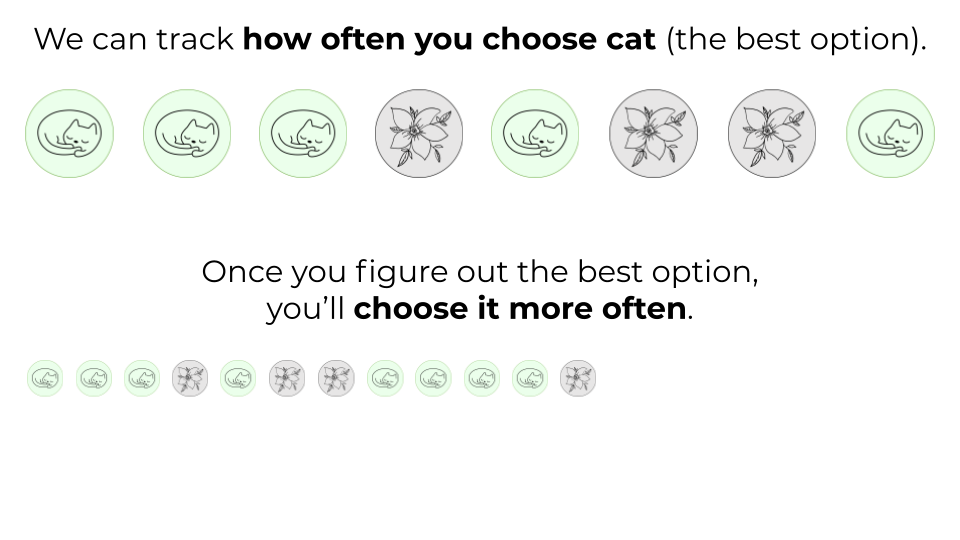 We can track how often you choose cat (the best option).
Once you figure out the best option,
you’ll choose it more often.